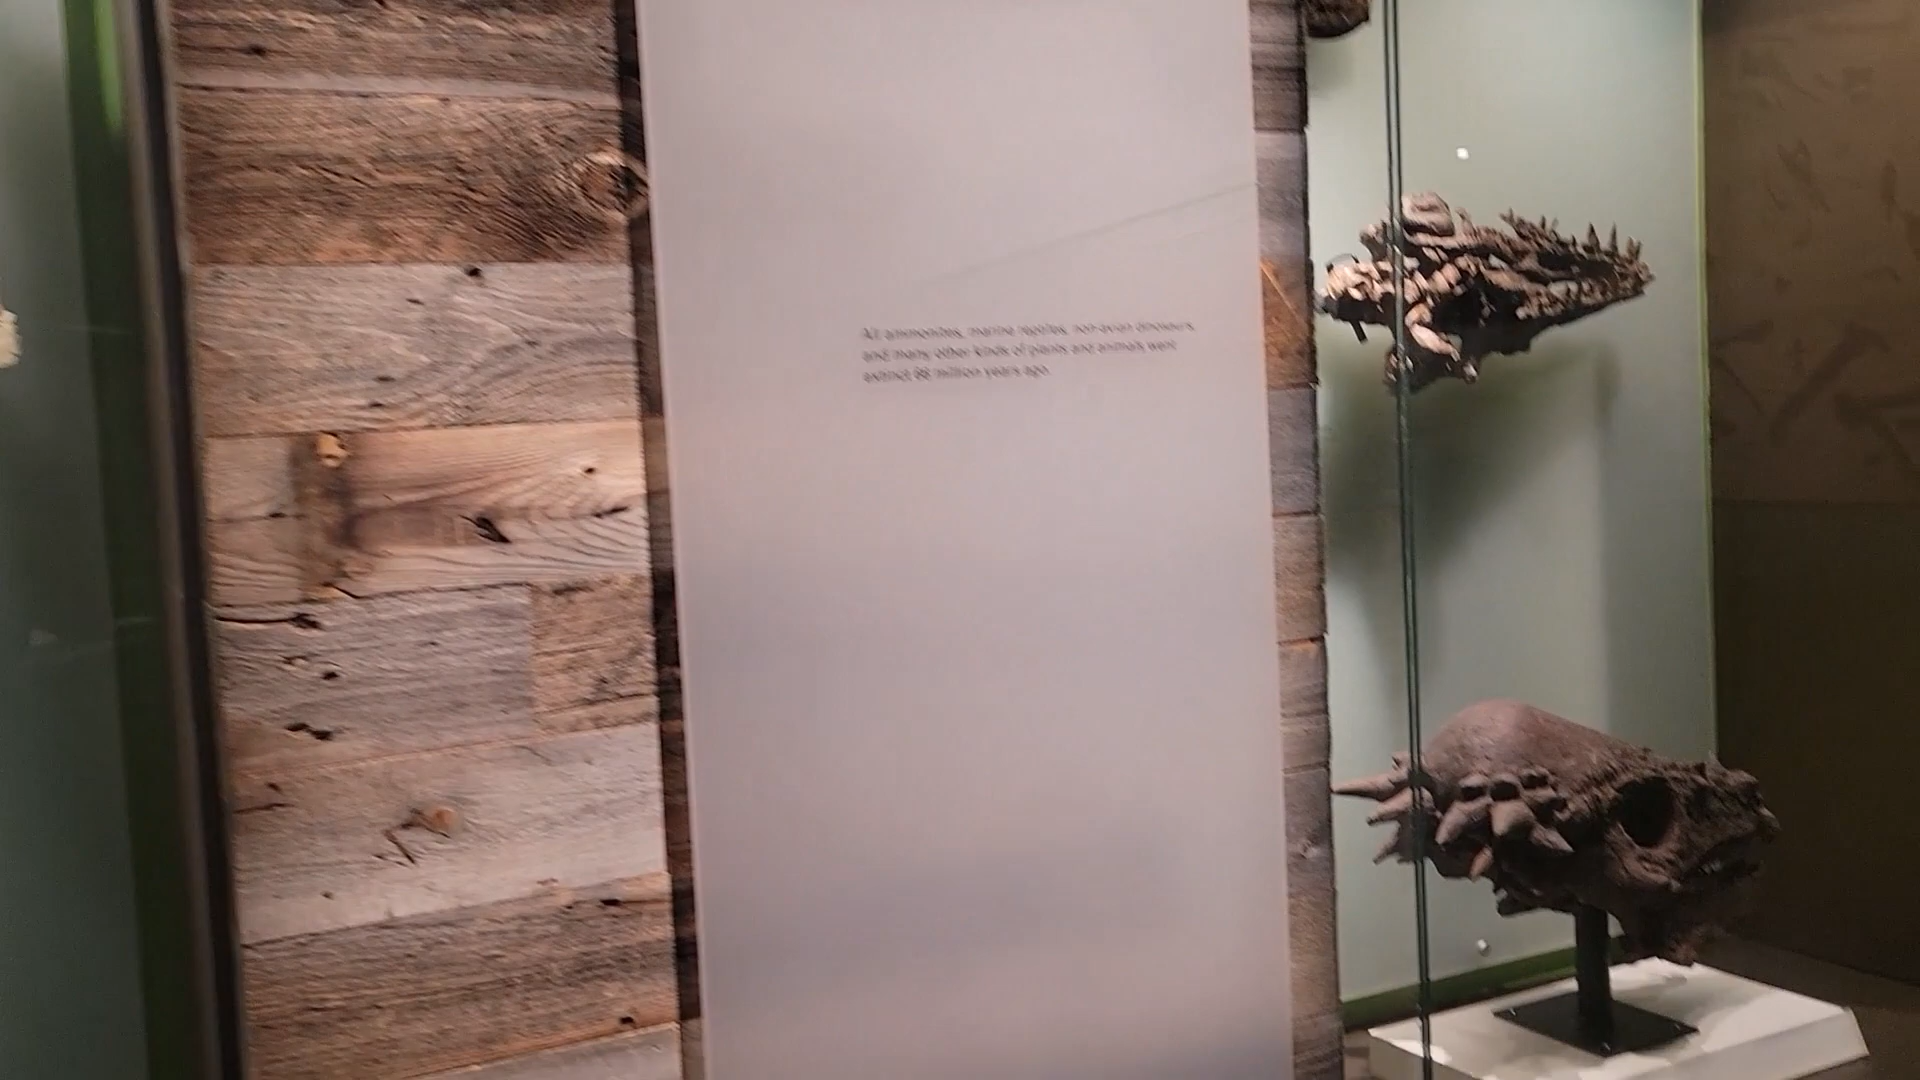 All ammonites, marine reptiles, non-avian dinosaurs,
and many other kinds of plants and animals went
extinct 66 million years ago.